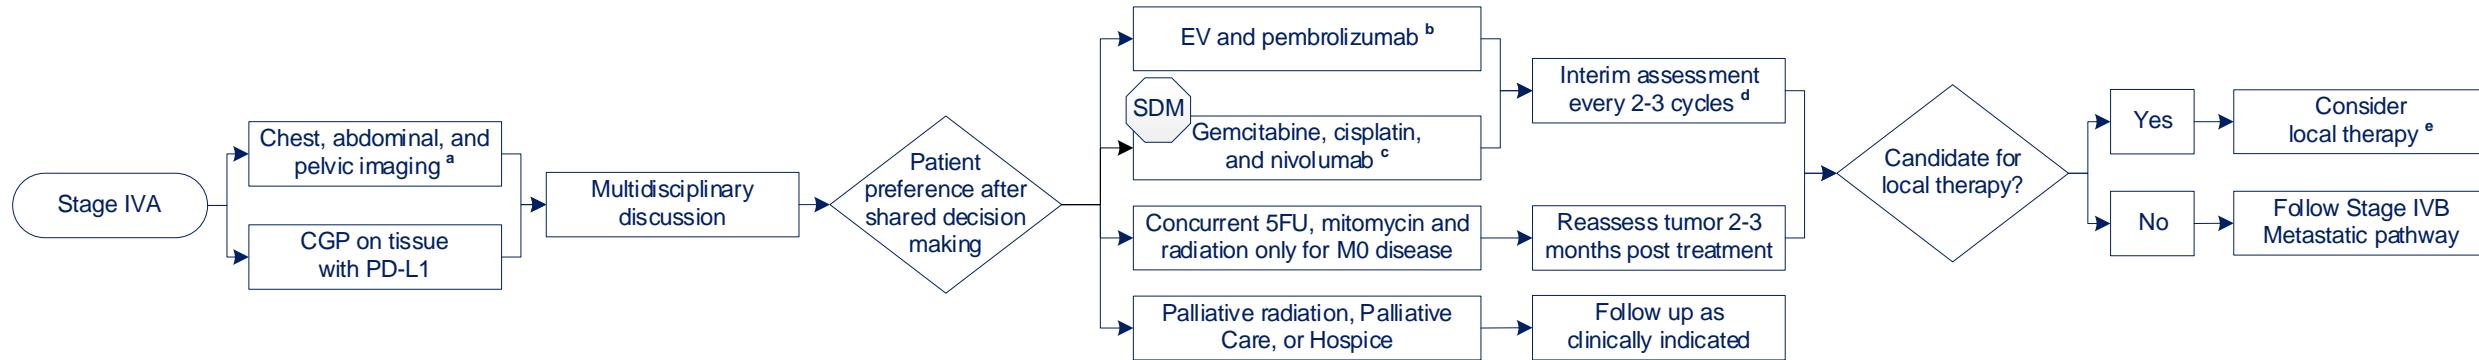 Stage IVA
Chest, abdominal, and
pelvic imaging a
CGP on tissue
with PD-L1
Multidisciplinary
discussion
Patient
preference after
shared decision
making
EV and pembrolizumab b
SDM
Gemcitabine, cisplatin,
and nivolumab c
Concurrent 5FU, mitomycin and
radiation only for M0 disease
Palliative radiation, Palliative
Care, or Hospice
Interim assessment
every 2-3 cycles d
Reassess tumor 2-3
months post treatment
Follow up as
clinically indicated
Candidate for
local therapy?
Yes
Consider
local therapy e
No
Follow Stage IVB
Metastatic pathway